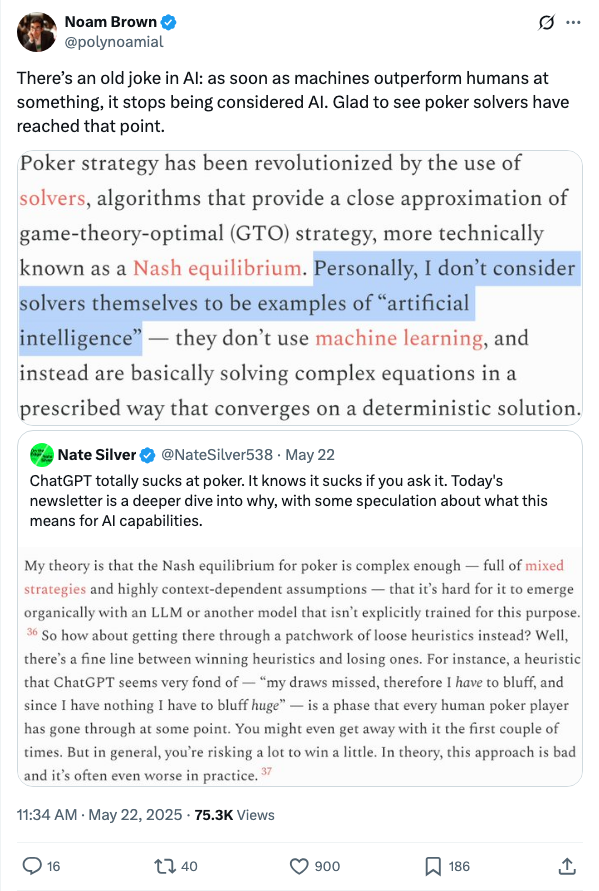 Noam Brown
@polynoamial
There's an old joke in AI: as soon as machines outperform humans at
something, it stops being considered AI. Glad to see poker solvers have
reached that point.
Poker strategy has been revolutionized by the use of
solvers, algorithms that provide a close approximation of
game-theory-optimal (GTO) strategy, more technically
known as a Nash equilibrium. Personally, I don't consider
solvers themselves to be examples of “artificial
intelligence” — they don't use machine learning, and
instead are basically solving complex equations in a
prescribed way that converges on a deterministic solution.
Nate Silver @NateSilver538 · May 22
ChatGPT totally sucks at poker. It knows it sucks if you ask it. Today's
newsletter is a deeper dive into why, with some speculation about what this
means for AI capabilities.
My theory is that the Nash equilibrium for poker is complex enough — full of mixed
strategies and highly context-dependent assumptions — that it's hard for it to emerge
organically with an LLM or another model that isn't explicitly trained for this purpose.
36 So how about getting there through a patchwork of loose heuristics instead? Well,
there's a fine line between winning heuristics and losing ones. For instance, a heuristic
that ChatGPT seems very fond of — “my draws missed, therefore I have to bluff, and
since I have nothing I have to bluff huge” — is a phase that every human poker player
has gone through at some point. You might even get away with it the first couple of
times. But in general, you're risking a lot to win a little. In theory, this approach is bad
and it's often even worse in practice. 37
11:34 AM · May 22, 2025 · 75.3K Views
16 40 900 186